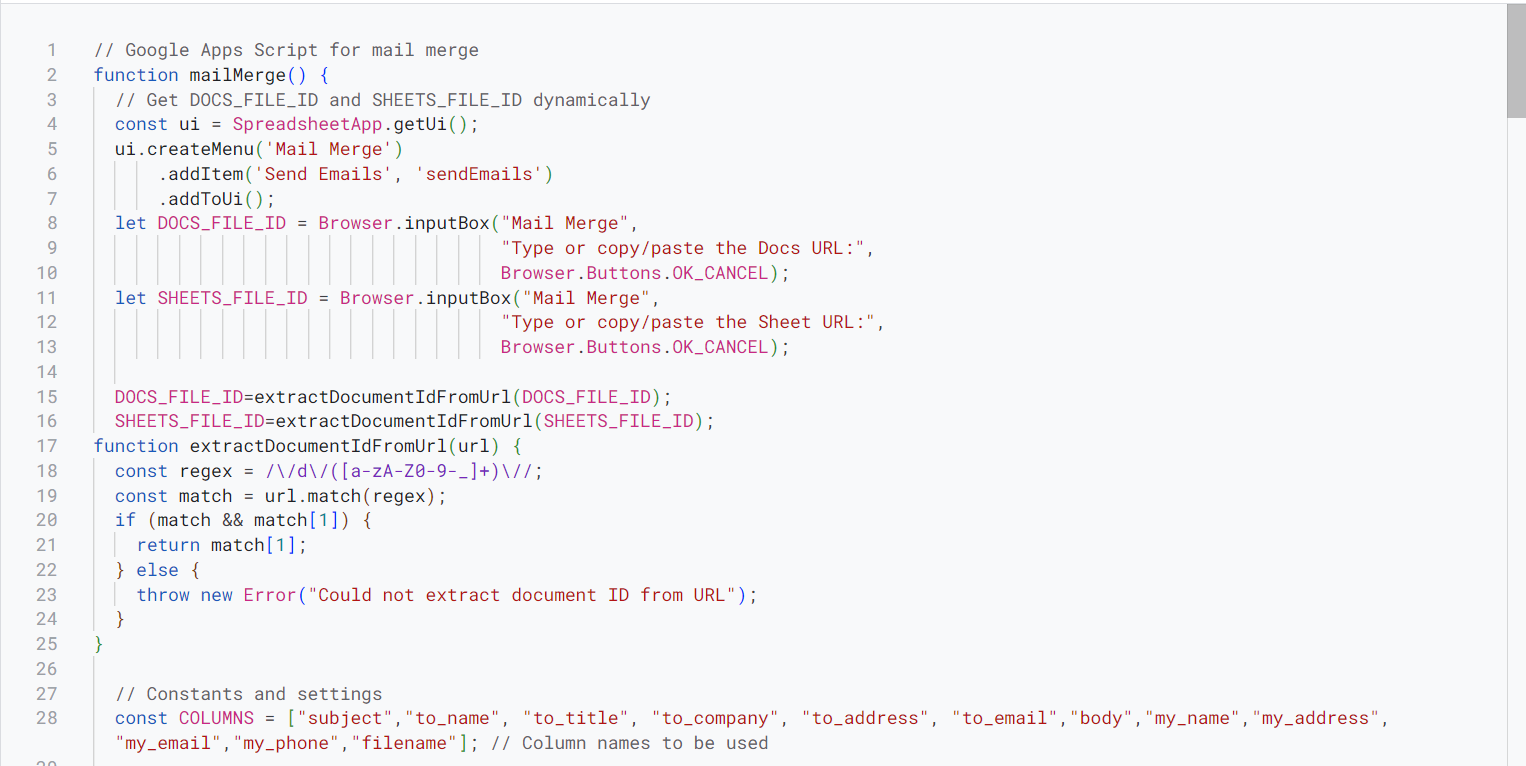 1 // Google Apps Script for mail merge
2 function mailMerge() {
3 // Get DOCS_FILE_ID and SHEETS_FILE_ID dynamically
4 const ui = SpreadsheetApp.getUi();
5 ui.createMenu('Mail Merge')
6 .addItem('Send Emails', 'sendEmails')
7 .addToUi();
8 let DOCS_FILE_ID = Browser.inputBox("Mail Merge",
9 "Type or copy/paste the Docs URL:",
10 Browser.Buttons.OK_CANCEL);
11 let SHEETS_FILE_ID = Browser.inputBox("Mail Merge",
12 "Type or copy/paste the Sheet URL:",
13 Browser.Buttons.OK_CANCEL);
14
15 DOCS_FILE_ID=extractDocumentIdFromUrl(DOCS_FILE_ID);
16 SHEETS_FILE_ID=extractDocumentIdFromUrl(SHEETS_FILE_ID);
17 function extractDocumentIdFromUrl(url) {
18 const regex = /\/d\/([a-zA-Z0-9-_]+)\//;
19 const match = url.match(regex);
20 if (match && match[1]) {
21 return match[1];
22 } else {
23 throw new Error("Could not extract document ID from URL");
24 }
25 }
26
27 // Constants and settings
28 const COLUMNS = ["subject","to_name", "to_title", "to_company", "to_address", "to_email","body","my_name","my_address",
"my_email","my_phone","filename"]; // Column names to be used